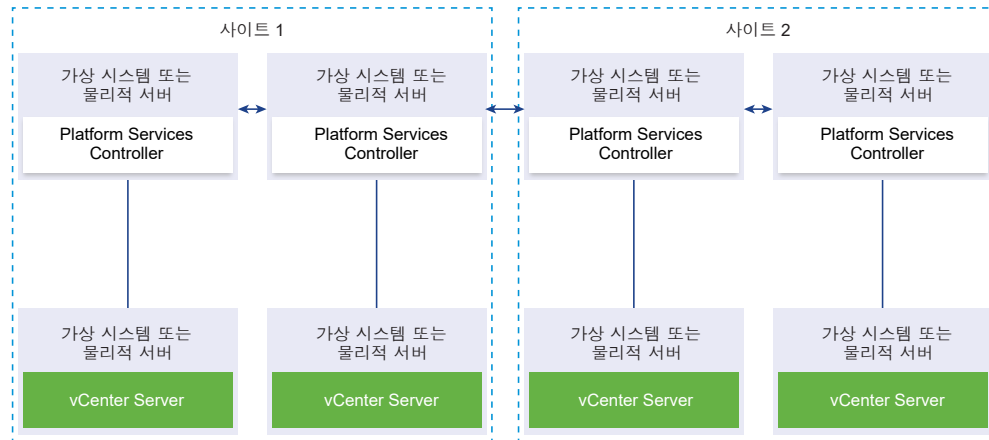 사이트 1
사이트 2
가상 시스템 또는
물리적 서버
Platform Services
Controller
가상 시스템 또는
물리적 서버
Platform Services
Controller
가상 시스템 또는
물리적 서버
Platform Services
Controller
가상 시스템 또는
물리적 서버
Platform Services
Controller
가상 시스템 또는
물리적 서버
vCenter Server
가상 시스템 또는
물리적 서버
vCenter Server
가상 시스템 또는
물리적 서버
vCenter Server
가상 시스템 또는
물리적 서버
vCenter Server